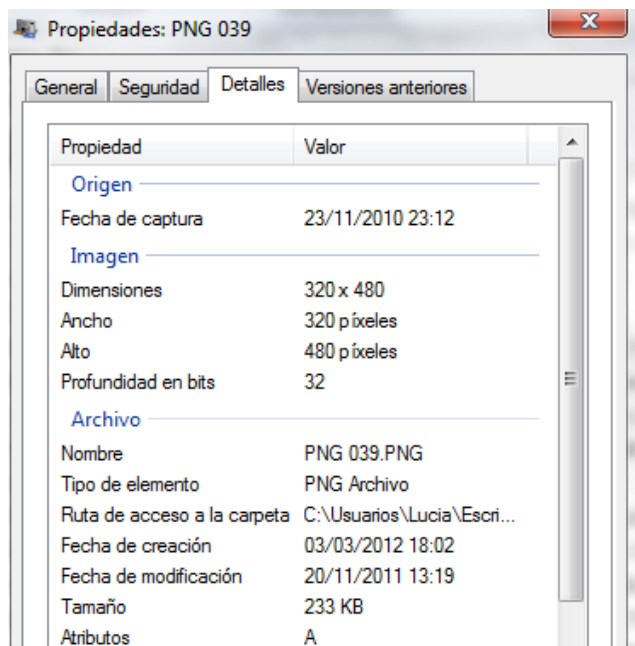 Propiedades: PNG 039
General Seguridad Detalles Versiones anteriores
Propiedad Valor
Origen
Fecha de captura 23/11/2010 23:12
Imagen
Dimensiones 320 x 480
Ancho 320 píxeles
Alto 480 píxeles
Profundidad en bits 32
Archivo
Nombre PNG 039.PNG
Tipo de elemento PNG Archivo
Ruta de acceso a la carpeta C:\Usuarios\Lucia\Escri...
Fecha de creación 03/03/2012 18:02
Fecha de modificación 20/11/2011 13:19
Tamaño 233 KB
Atributos A